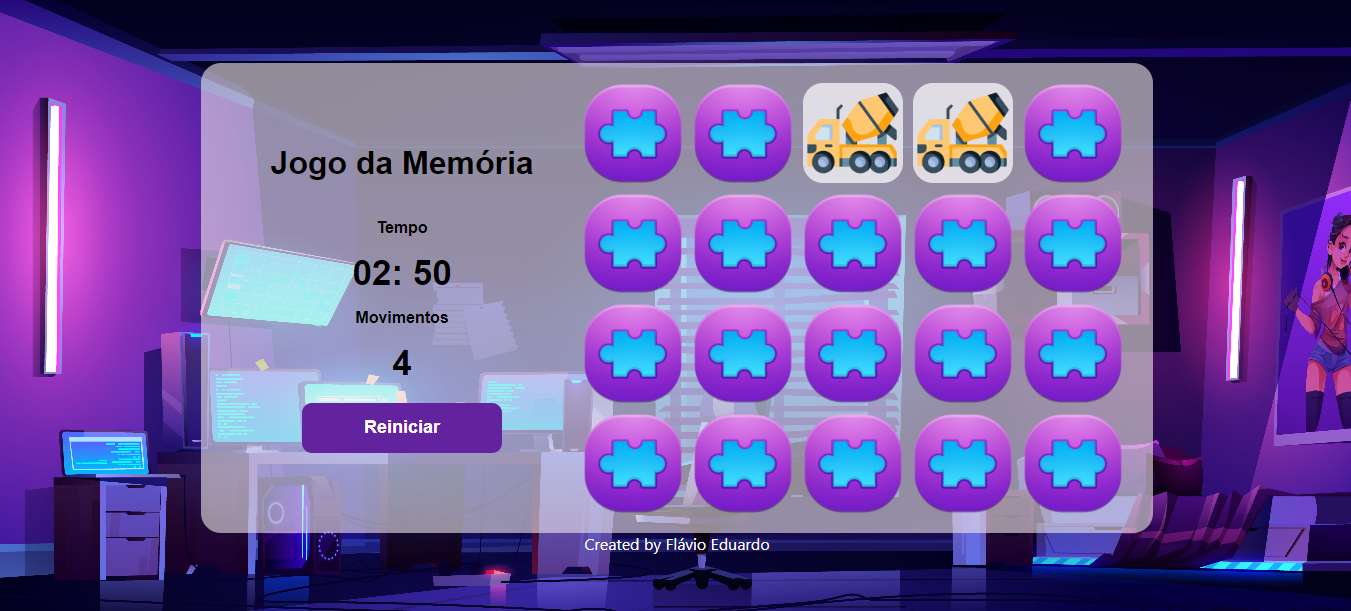 Jogo da Memória
Tempo
02: 50
Movimentos
4
Reiniciar
Created by Flávio Eduardo